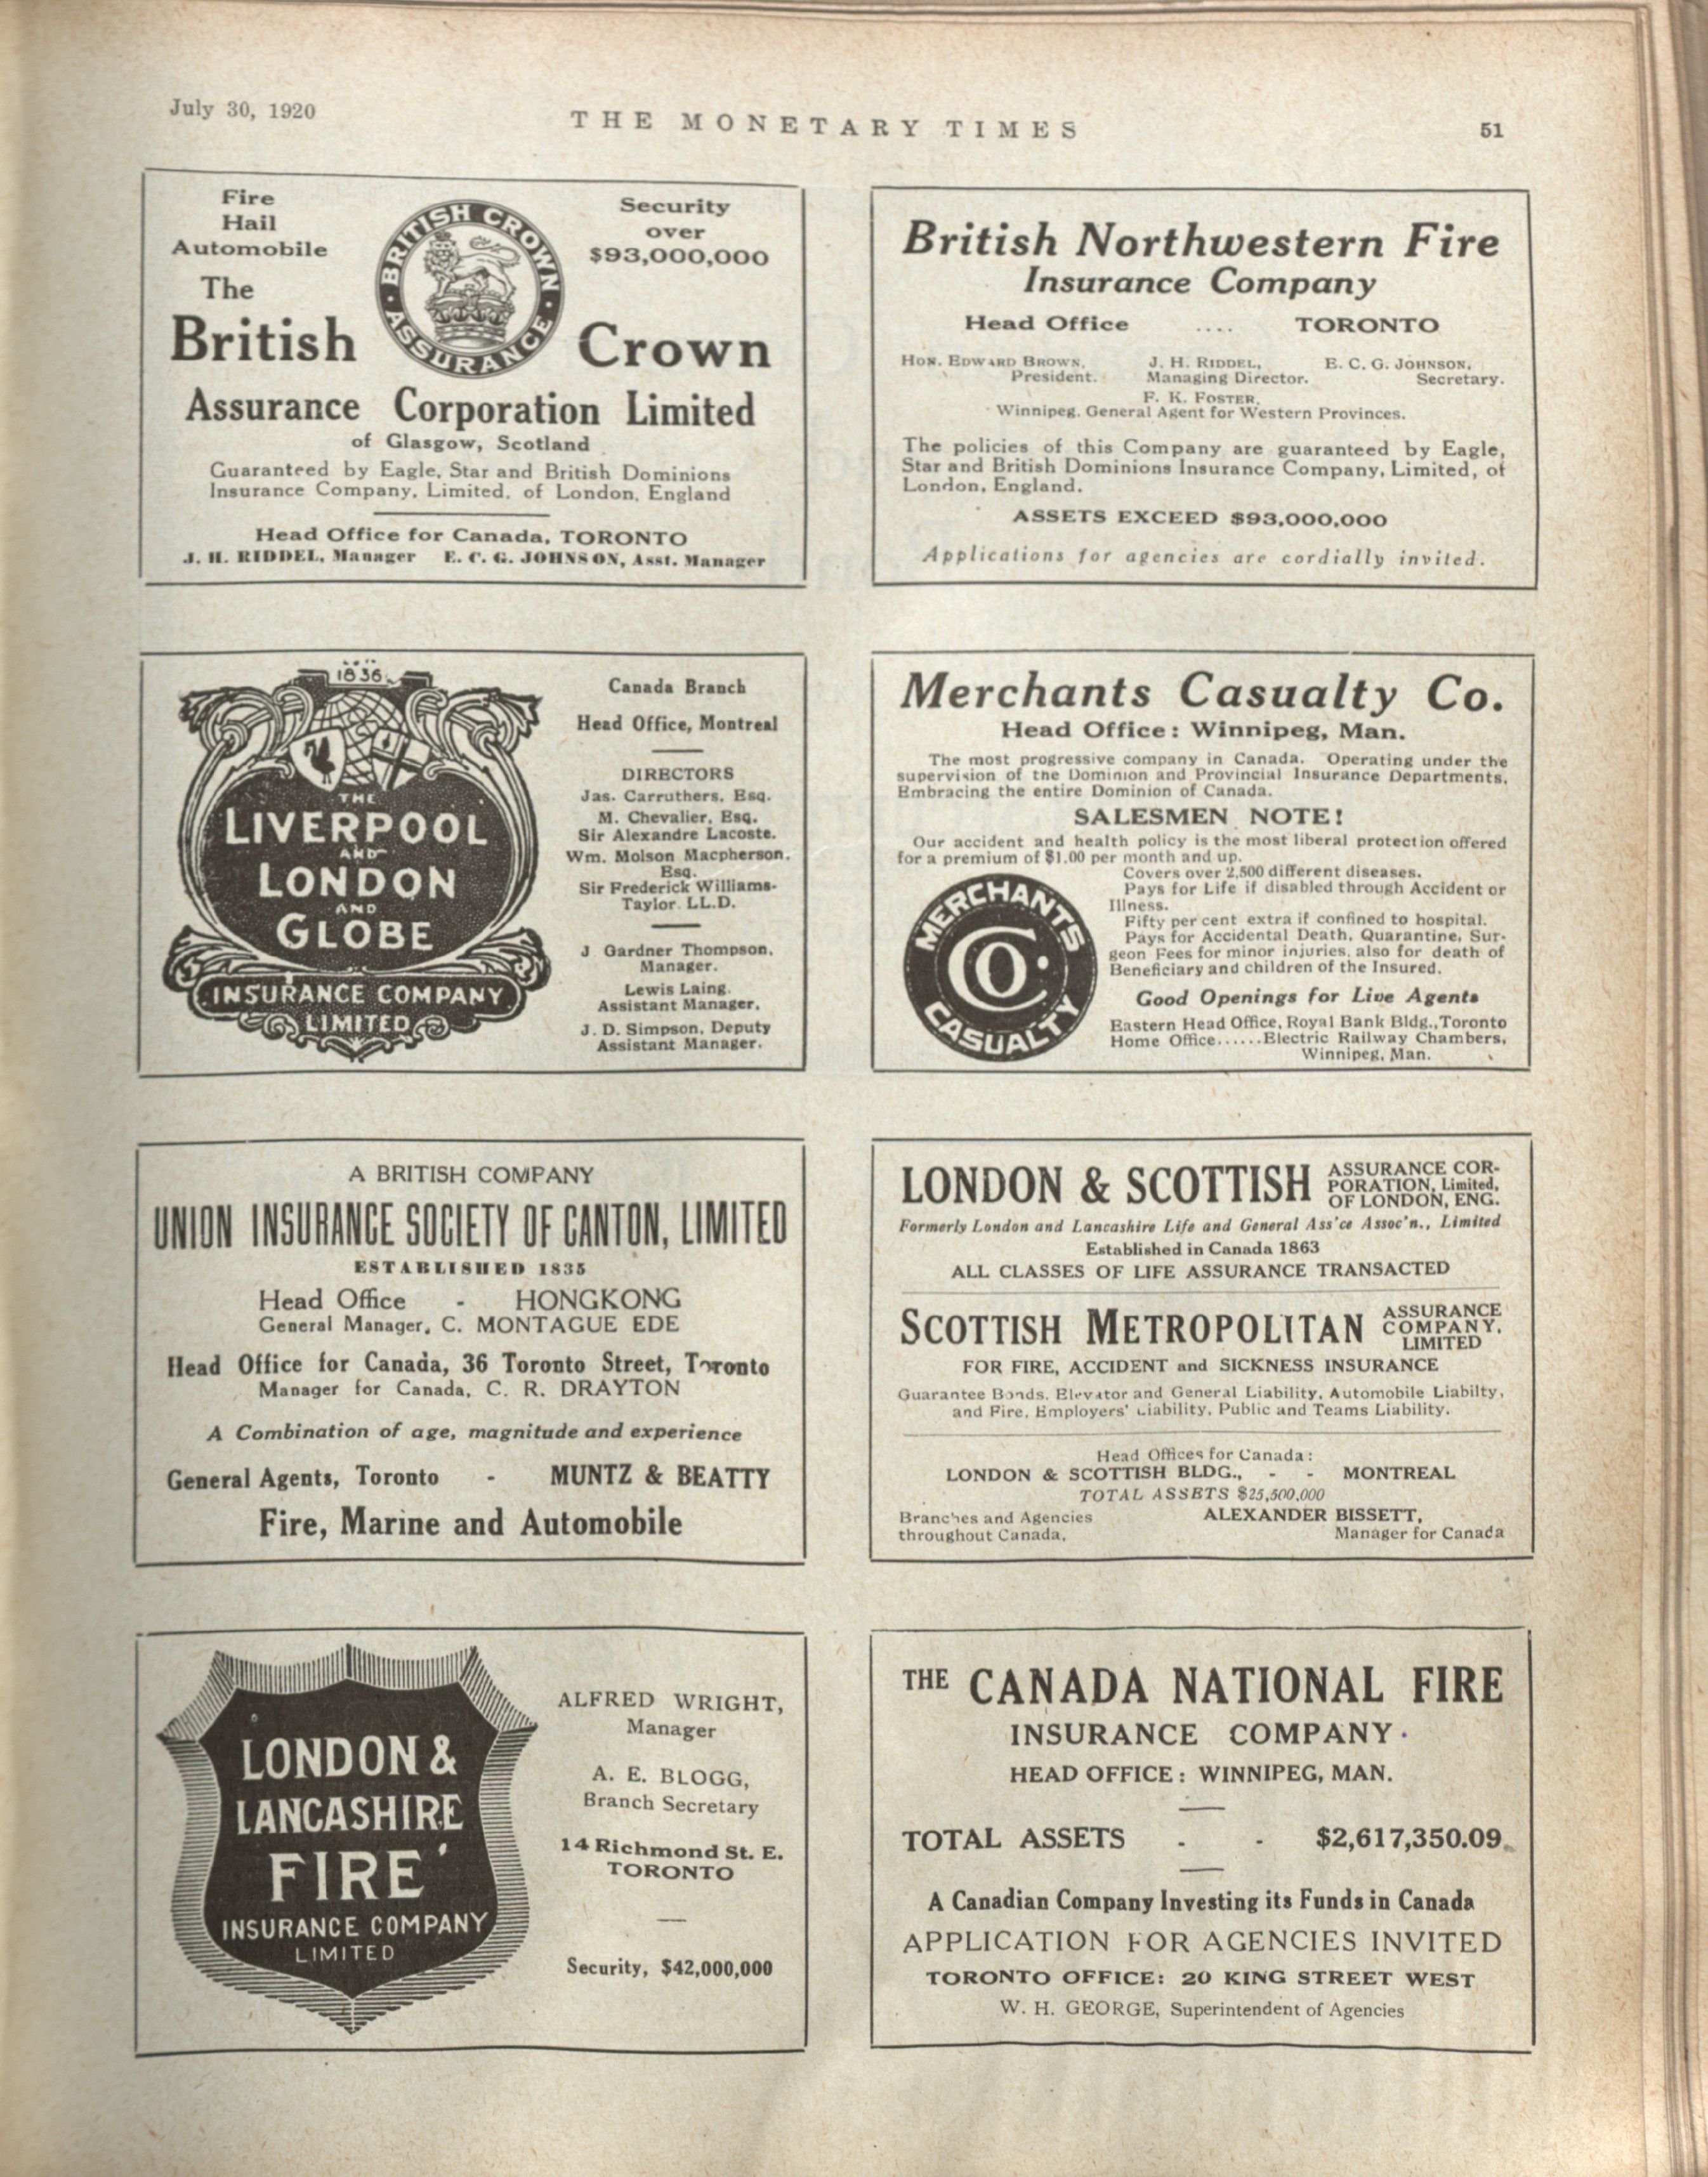 July 30, 1920
THE MONETARY TIMES
51
Fire
Hail
Automobile
BRITISH CROWN
ASSURANCE
Security
over
$93,000,000
The
British Crown
Assurance Corporation Limited
of Glasgow, Scotland
Guaranteed by Eagle, Star and British Dominions
Insurance Company, Limited, of London, England
Head Office for Canada, TORONTO
J. H. RIDDEL, Manager E. C. G. JOHNSON, Asst. Manager
British Northwestern Fire
Insurance Company
Head Office .... TORONTO
HON. EDWARD BROWN, J. H. RIDDEL, E. C. G. JOHNSON,
President. Managing Director. Secretary.
F. K. FOSTER,
Winnipeg, General Agent for Western Provinces.
The policies of this Company are guaranteed by Eagle,
Star and British Dominions Insurance Company, Limited, of
London, England.
ASSETS EXCEED $93,000,000
Applications for agencies are cordially invited.
1836
THE
LIVERPOOL
AND
LONDON
AND
GLOBE
INSURANCE COMPANY
LIMITED
Canada Branch
Head Office, Montreal
DIRECTORS
Jas. Carruthers, Esq.
M. Chevalier, Esq.
Sir Alexandre Lacoste.
Wm. Molson Macpherson,
Esq.
Sir Frederick Williams-
Taylor. LL.D.
J Gardner Thompson,
Manager.
Lewis Laing.
Assistant Manager.
J. D. Simpson, Deputy
Assistant Manager.
Merchants Casualty Co.
Head Office: Winnipeg, Man.
The most progressive company in Canada. Operating under the
supervision of the Dominion and Provincial Insurance Departments,
Embracing the entire Dominion of Canada.
SALESMEN NOTE!
Our accident and health policy is the most liberal protection offered
for a premium of $1.00 per month and up.
Covers over 2,500 different diseases.
Pays for Life if disabled through Accident or
Illness.
Fifty per cent extra if confined to hospital.
Pays for Accidental Death, Quarantine, Sur-
geon Fees for minor injuries, also for death of
Beneficiary and children of the Insured.
Good Openings for Live Agents
Eastern Head Office, Royal Bank Bldg., Toronto
Home Office......Electric Railway Chambers,
Winnipeg, Man.
MERCHANTS
CO.
CASUALTY
A BRITISH COMPANY
UNION INSURANCE SOCIETY OF CANTON, LIMITED
ESTABLISHED 1835
Head Office - HONGKONG
General Manager, C. MONTAGUE EDE
Head Office for Canada, 36 Toronto Street, Toronto
Manager for Canada, C. R. DRAYTON
A Combination of age, magnitude and experience
General Agents, Toronto - MUNTZ & BEATTY
Fire, Marine and Automobile
LONDON & SCOTTISH ASSURANCE COR-
PORATION, Limited,
OF LONDON, ENG.
Formerly London and Lancashire Life and General Ass'ce Assoc'n., Limited
Established in Canada 1863
ALL CLASSES OF LIFE ASSURANCE TRANSACTED
SCOTTISH METROPOLITAN ASSURANCE
COMPANY,
LIMITED
FOR FIRE, ACCIDENT and SICKNESS INSURANCE
Guarantee Bonds, Elevator and General Liability, Automobile Liabilty,
and Fire, Employers' Liability, Public and Teams Liability.
Head Offices for Canada:
LONDON & SCOTTISH BLDG., - - MONTREAL
TOTAL ASSETS $25,500,000
Branches and Agencies
throughout Canada.
ALEXANDER BISSETT,
Manager for Canada
LONDON &
LANCASHIRE
FIRE
INSURANCE COMPANY
LIMITED
ALFRED WRIGHT,
Manager
A. E. BLOGG,
Branch Secretary
14 Richmond St. E.
TORONTO
Security, $42,000,000
THE CANADA NATIONAL FIRE
INSURANCE COMPANY
HEAD OFFICE: WINNIPEG, MAN.
TOTAL ASSETS - - $2,617,350.09
A Canadian Company Investing its Funds in Canada
APPLICATION FOR AGENCIES INVITED
TORONTO OFFICE: 20 KING STREET WEST
W. H. GEORGE, Superintendent of Agencies